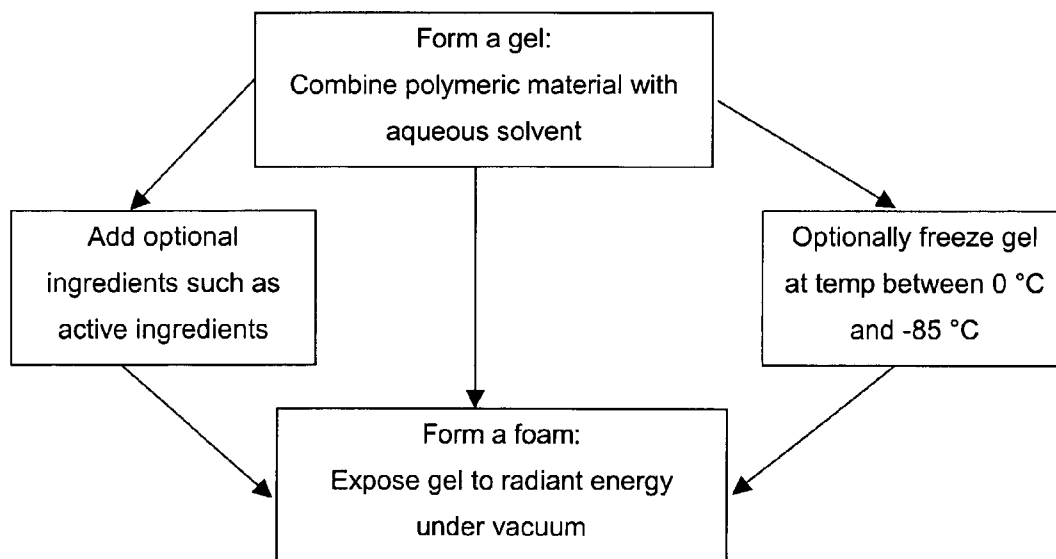 Form a gel:
Combine polymeric material with
aqueous solvent
Add optional
ingredients such as
active ingredients
Optionally freeze gel
at temp between 0 °C
and -85 °C
Form a foam:
Expose gel to radiant energy
under vacuum